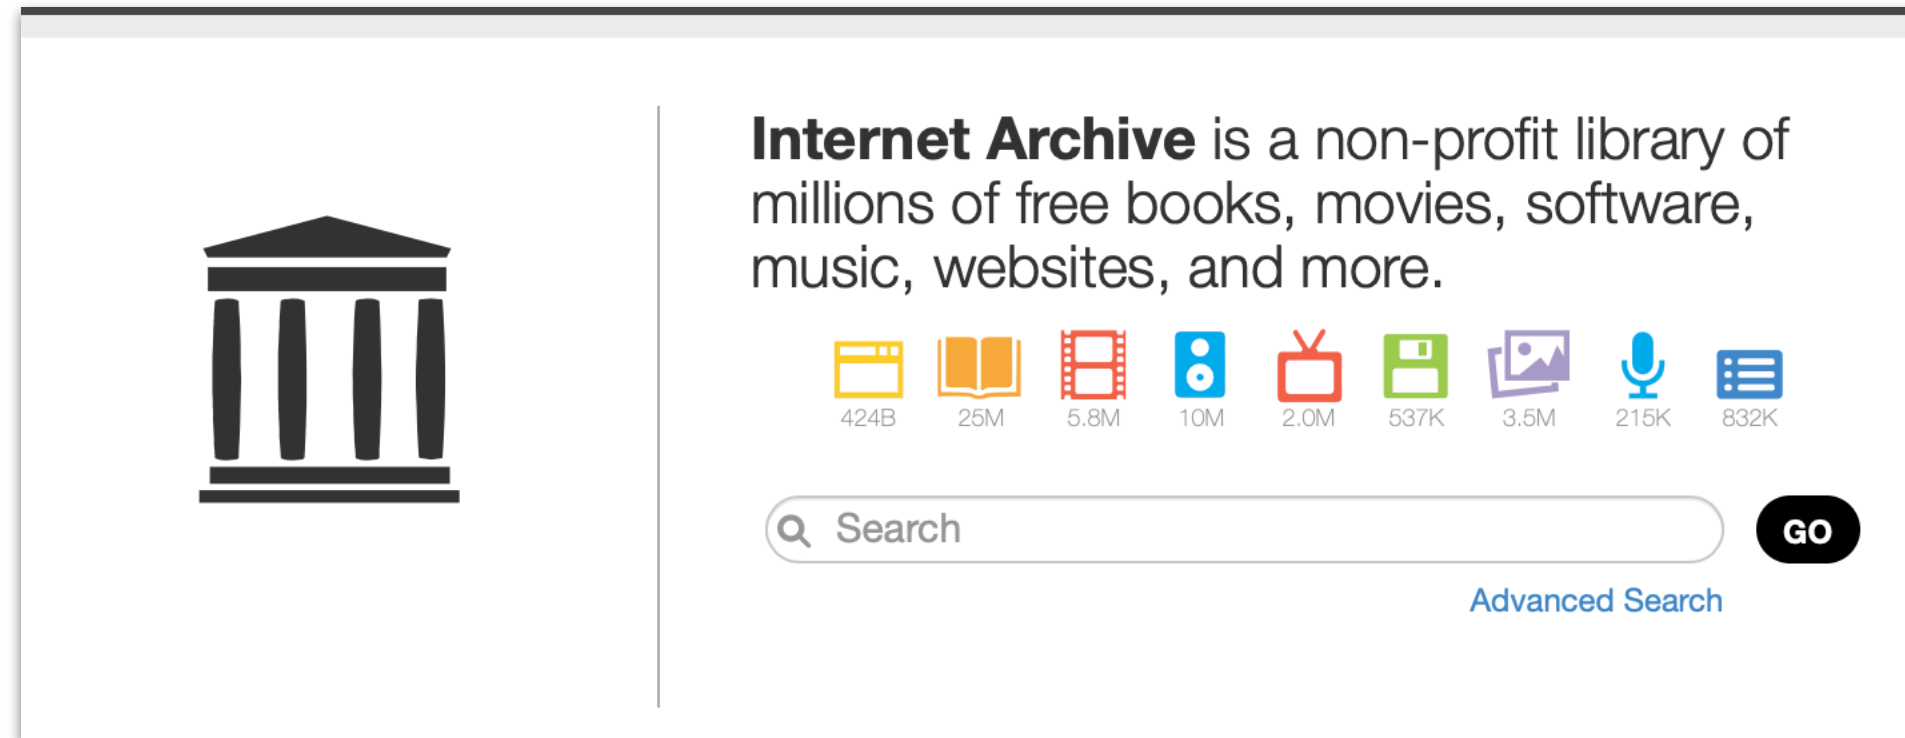 Internet Archive is a non-profit library of
millions of free books, movies, software,
music, websites, and more.
424B 25M 5.8M 10M 2.0M 537K 3.5M 215K 832K
Search GO
Advanced Search